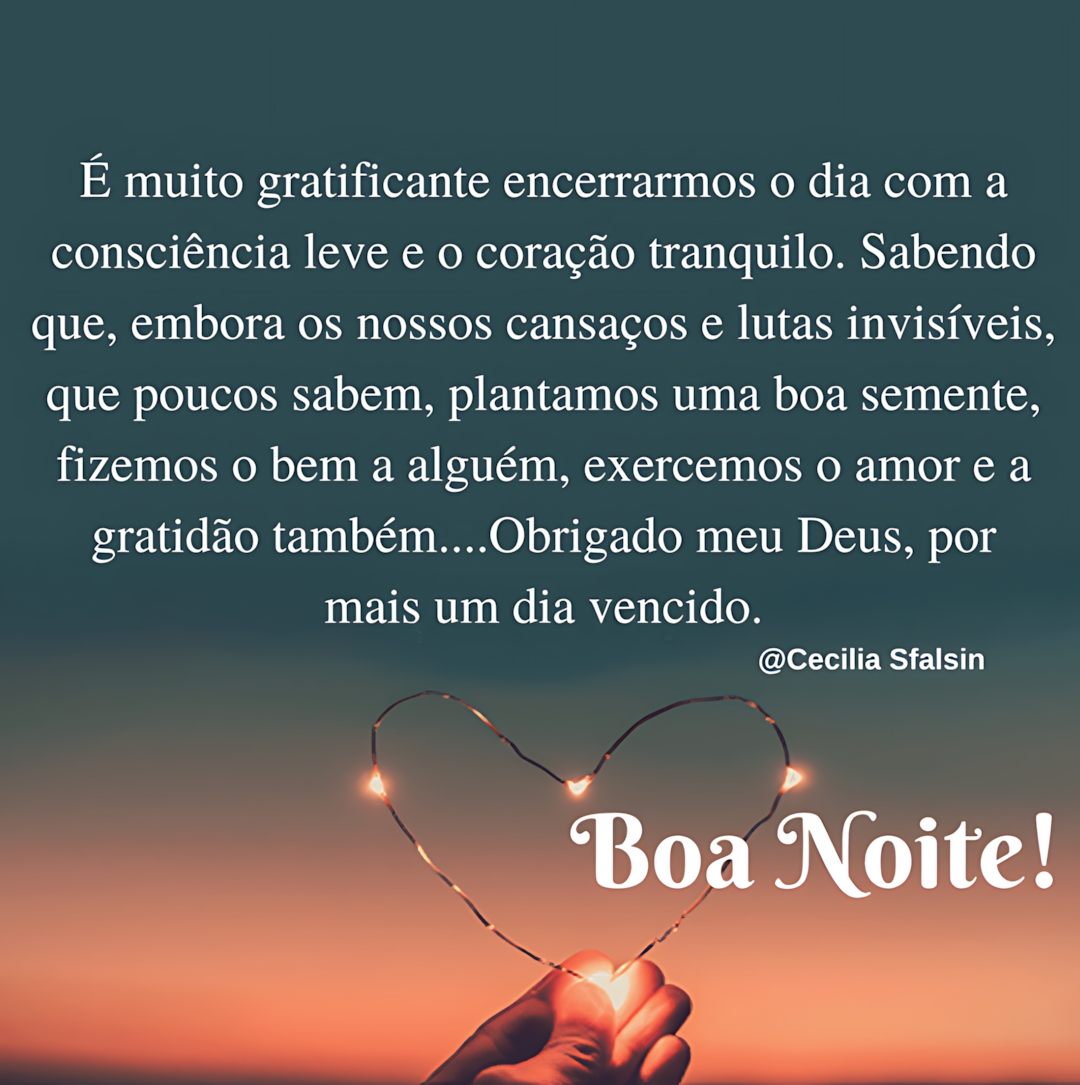 É muito gratificante encerrarmos o dia com a
consciência leve e o coração tranquilo. Sabendo
que, embora os nossos cansaços e lutas invisíveis,
que poucos sabem, plantamos uma boa semente,
fizemos o bem a alguém, exercemos o amor e a
gratidão também....Obrigado meu Deus, por
mais um dia vencido.
@Cecilia Sfalsin
Boa Noite!